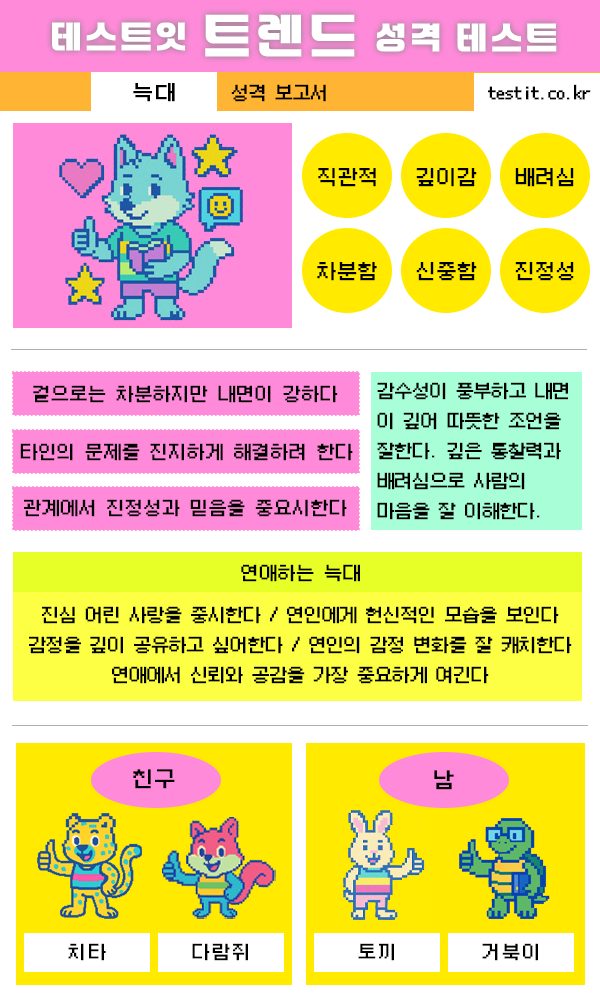 테스트잇 트렌드 성격 테스트
늑대
성격 보고서
testit.co.kr
직관적
깊이감
배려심
차분함
신중함
진정성
겉으로는 차분하지만 내면이 강하다
타인의 문제를 진지하게 해결하려 한다
관계에서 진정성과 믿음을 중요시한다
감수성이 풍부하고 내면
이 깊어 따뜻한 조언을
잘한다. 깊은 통찰력과
배려심으로 사람의
마음을 잘 이해한다.
연애하는 늑대
진심 어린 사랑을 중시한다 / 연인에게 헌신적인 모습을 보인다
감정을 깊이 공유하고 싶어한다 / 연인의 감정 변화를 잘 캐치한다
연애에서 신뢰와 공감을 가장 중요하게 여긴다
친구
남
치타
다람쥐
토끼
거북이